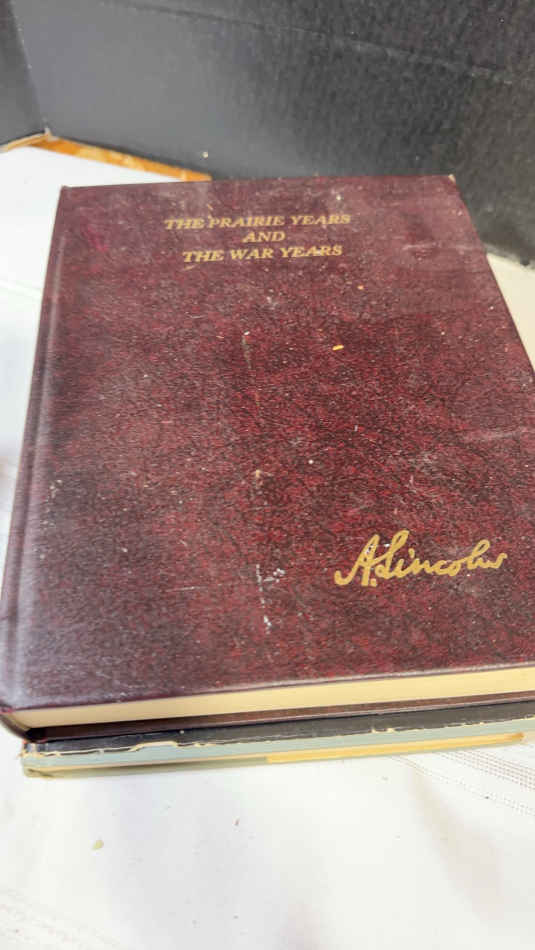 THE PRAIRIE YEARS
AND
THE WAR YEARS
A. Lincoln